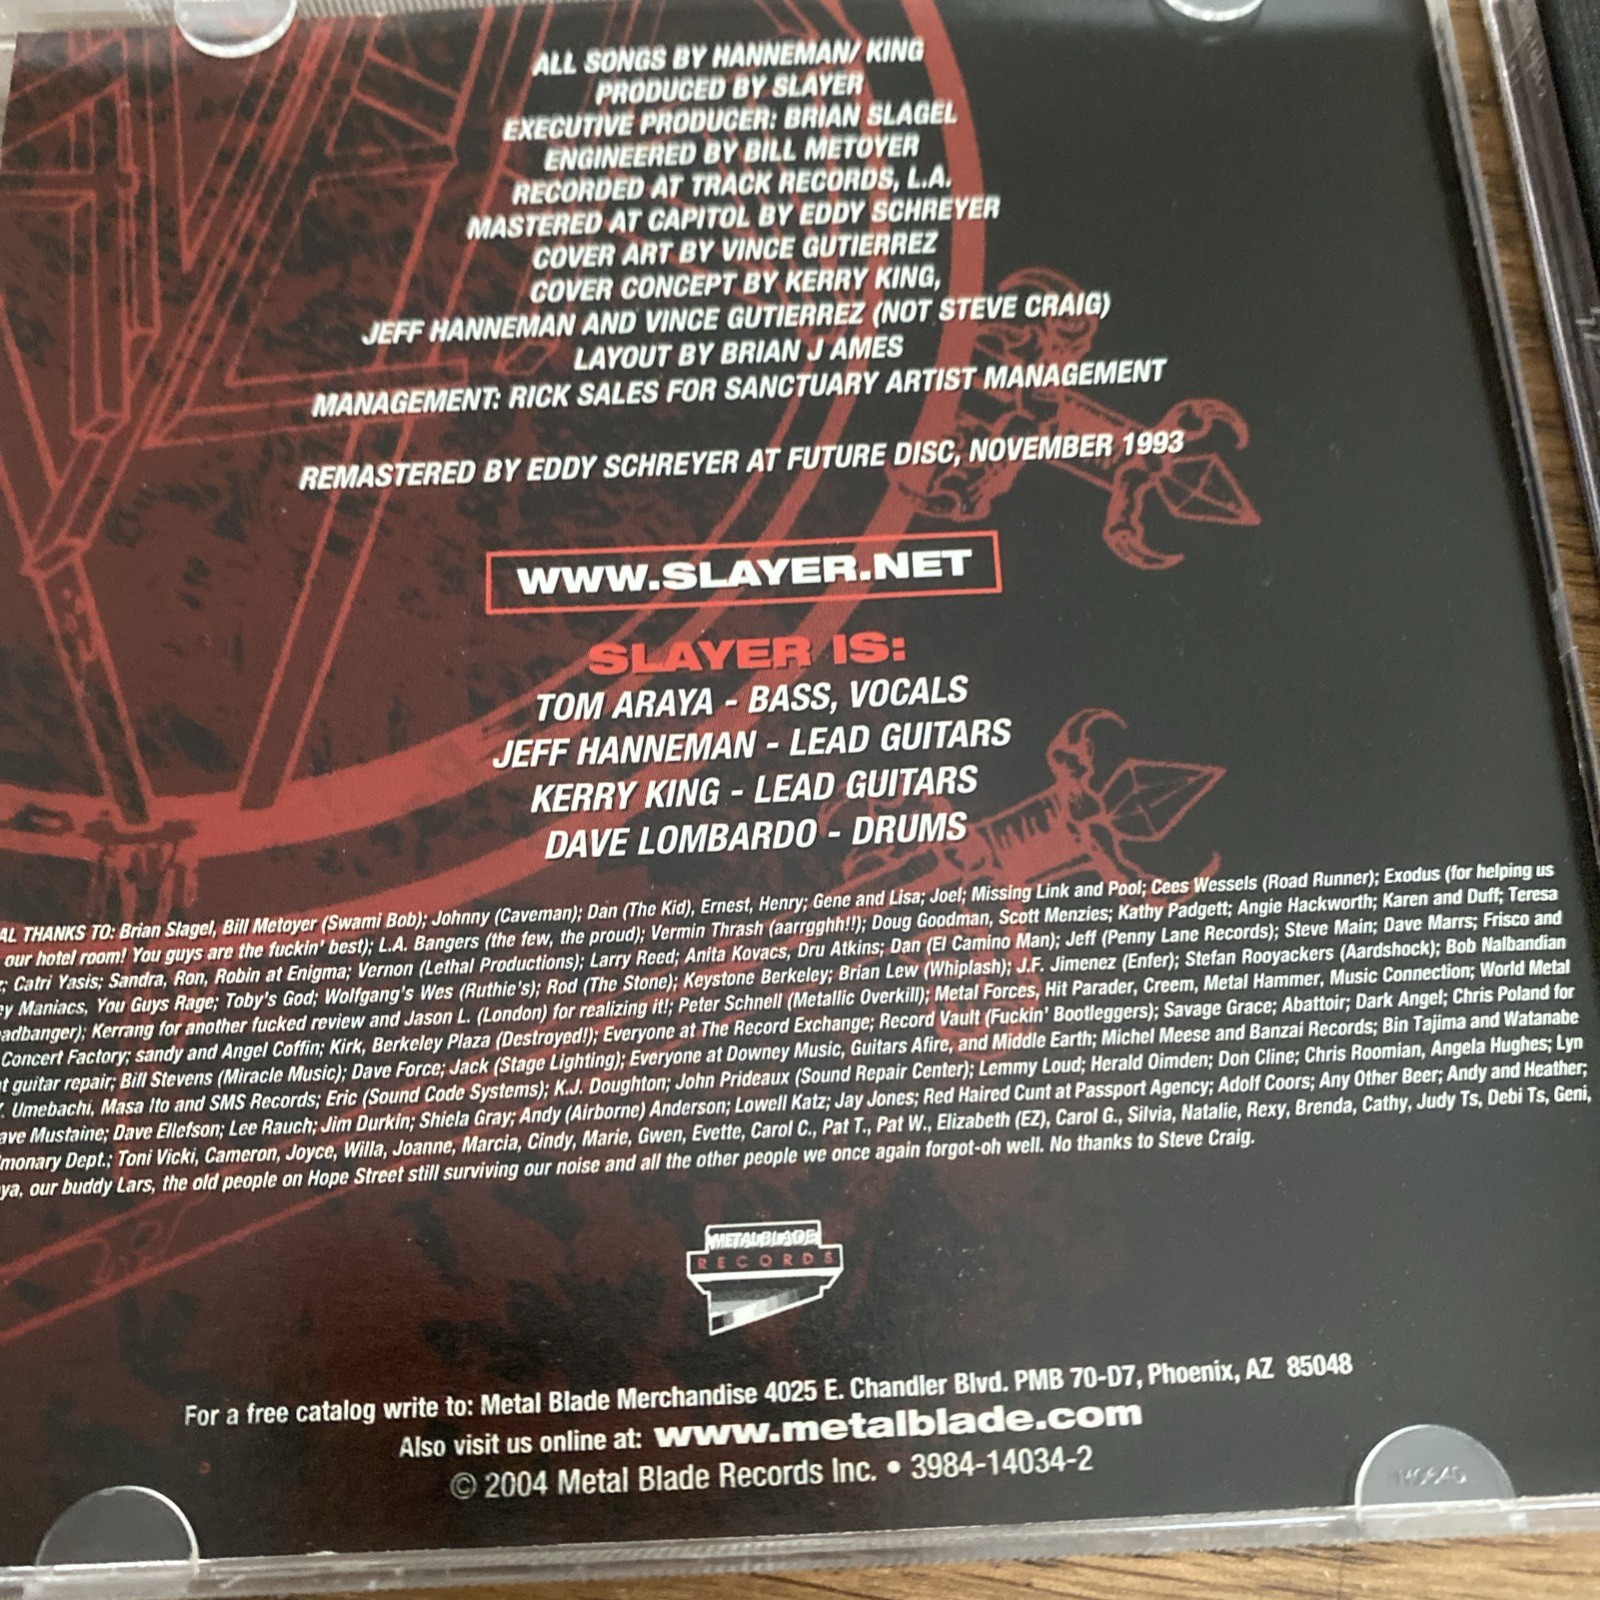 ALL SONGS BY HANNEMAN/ KING
PRODUCED BY SLAYER
EXECUTIVE PRODUCER: BRIAN SLAGEL
ENGINEERED BY BILL METOYER
RECORDED AT TRACK RECORDS, L.A.
MASTERED AT CAPITOL BY EDDY SCHREYER
COVER ART BY VINCE GUTIERREZ
COVER CONCEPT BY KERRY KING,
JEFF HANNEMAN AND VINCE GUTIERREZ (NOT STEVE CRAIG)
LAYOUT BY BRIAN J AMES
MANAGEMENT: RICK SALES FOR SANCTUARY ARTIST MANAGEMENT
REMASTERED BY EDDY SCHREYER AT FUTURE DISC, NOVEMBER 1993
WWW.SLAYER.NET
SLAYER IS:
TOM ARAYA - BASS, VOCALS
JEFF HANNEMAN - LEAD GUITARS
KERRY KING - LEAD GUITARS
DAVE LOMBARDO - DRUMS
AL THANKS TO: Brian Slagel, Bill Metoyer (Swami Bob); Johnny (Caveman); Dan (The Kid), Ernest, Henry; Gene and Lisa; Joel; Missing Link and Pool; Cees Wessels (Road Runner); Exodus (for helping us
our hotel room! You guys are the fuckin' best); L.A. Bangers (the few, the proud); Vermin Thrash (aarrgghh!!); Doug Goodman, Scott Menzies; Kathy Padgett; Angie Hackworth; Karen and Duff; Teresa
r; Catri Yasis; Sandra, Ron, Robin at Enigma; Vernon (Lethal Productions); Larry Reed; Anita Kovacs, Dru Atkins; Dan (El Camino Man); Jeff (Penny Lane Records); Steve Main; Dave Marrs; Frisco and
ey Maniacs, You Guys Rage; Toby's God; Wolfgang's Wes (Ruthie's); Rod (The Stone); Keystone Berkeley; Brian Lew (Whiplash); J.F. Jimenez (Enfer); Stefan Rooyackers (Aardshock); Bob Nalbandian
adbanger); Kerrang for another fucked review and Jason L. (London) for realizing it!; Peter Schnell (Metallic Overkill); Metal Forces, Hit Parader, Creem, Metal Hammer, Music Connection; World Metal
Concert Factory; sandy and Angel Coffin; Kirk, Berkeley Plaza (Destroyed!); Everyone at The Record Exchange; Record Vault (Fuckin' Bootleggers); Savage Grace; Abattoir; Dark Angel; Chris Poland for
t guitar repair; Bill Stevens (Miracle Music); Dave Force; Jack (Stage Lighting); Everyone at Downey Music, Guitars Afire, and Middle Earth; Michel Meese and Banzai Records; Bin Tajima and Watanabe
Umebachi, Masa Ito and SMS Records; Eric (Sound Code Systems); K.J. Doughton; John Prideaux (Sound Repair Center); Lemmy Loud; Herald Oimden; Don Cline; Chris Roomian, Angela Hughes; Lyn
ave Mustaine; Dave Ellefson; Lee Rauch; Jim Durkin; Shiela Gray; Andy (Airborne) Anderson; Lowell Katz; Jay Jones; Red Haired Cunt at Passport Agency; Adolf Coors; Any Other Beer; Andy and Heather;
monary Dept.; Toni Vicki, Cameron, Joyce, Willa, Joanne, Marcia, Cindy, Marie, Gwen, Evette, Carol C., Pat T., Pat W., Elizabeth (EZ), Carol G., Silvia, Natalie, Rexy, Brenda, Cathy, Judy Ts, Debi Ts, Geni,
ya, our buddy Lars, the old people on Hope Street still surviving our noise and all the other people we once again forgot-oh well. No thanks to Steve Craig.
METALBLADE
RECORDS
For a free catalog write to: Metal Blade Merchandise 4025 E. Chandler Blvd. PMB 70-D7, Phoenix, AZ 85048
Also visit us online at: www.metalblade.com
© 2004 Metal Blade Records Inc. • 3984-14034-2